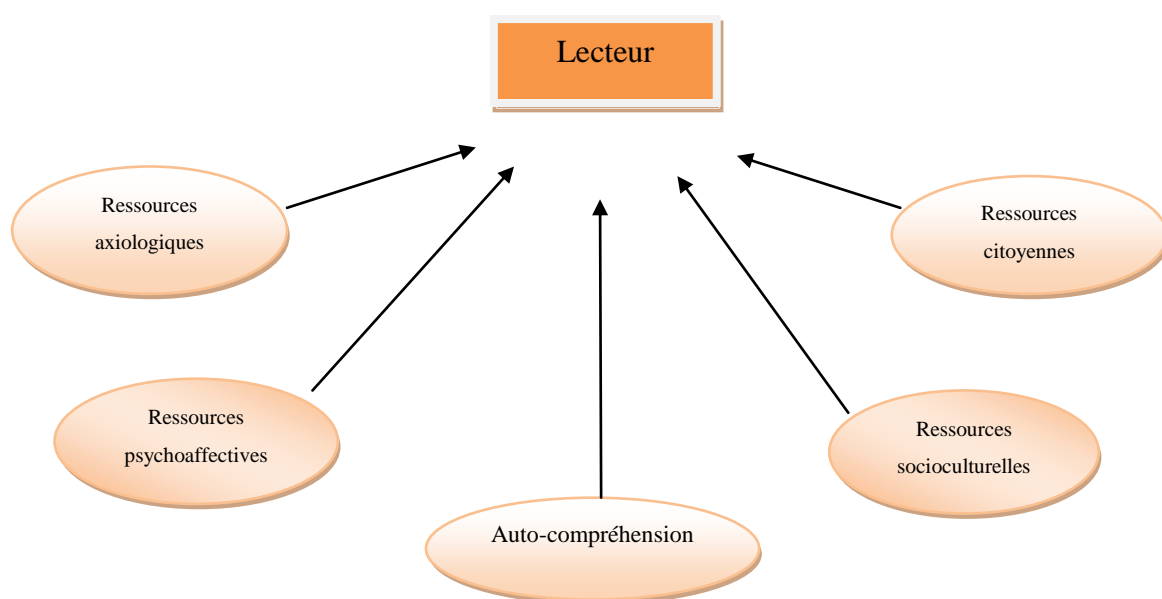 Lecteur
Ressources
axiologiques
Ressources
citoyennes
Ressources
psychoaffectives
Ressources
socioculturelles
Auto-compréhension